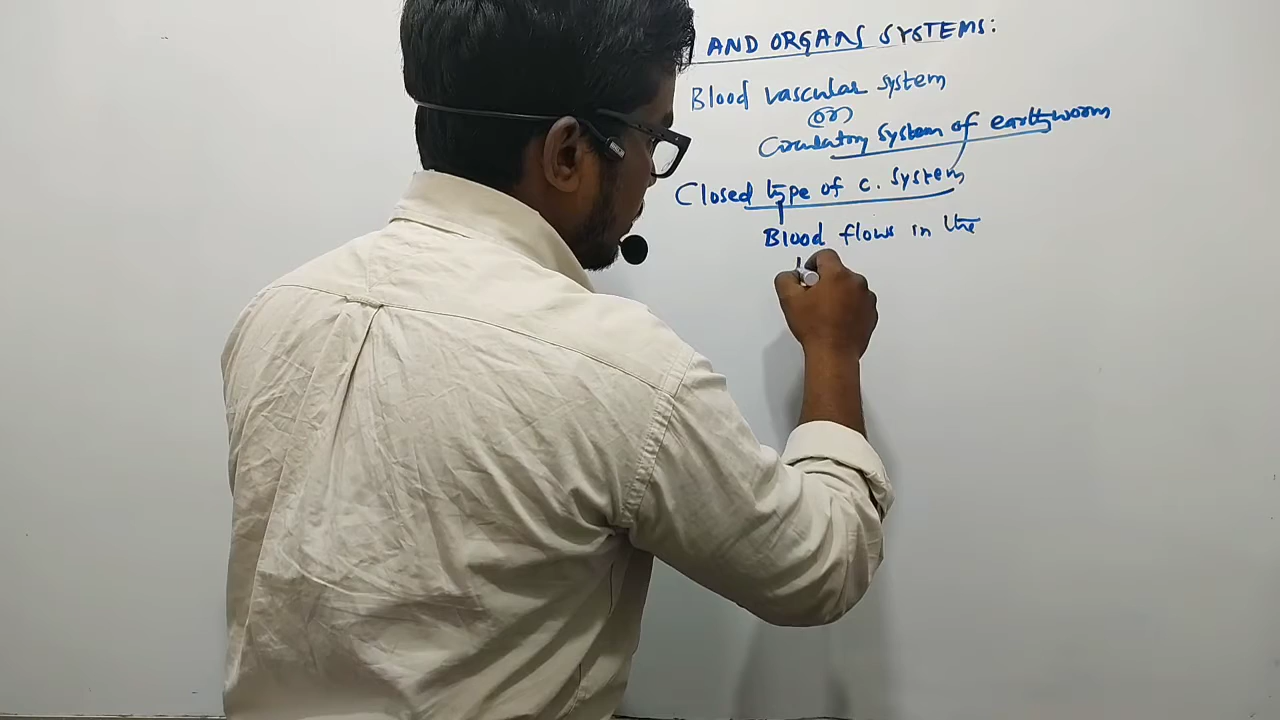 AND ORGANS SYSTEMS:
Blood vascular system
(or)
Circulatory system of earthworm
Closed type of c. system
Blood flows in the